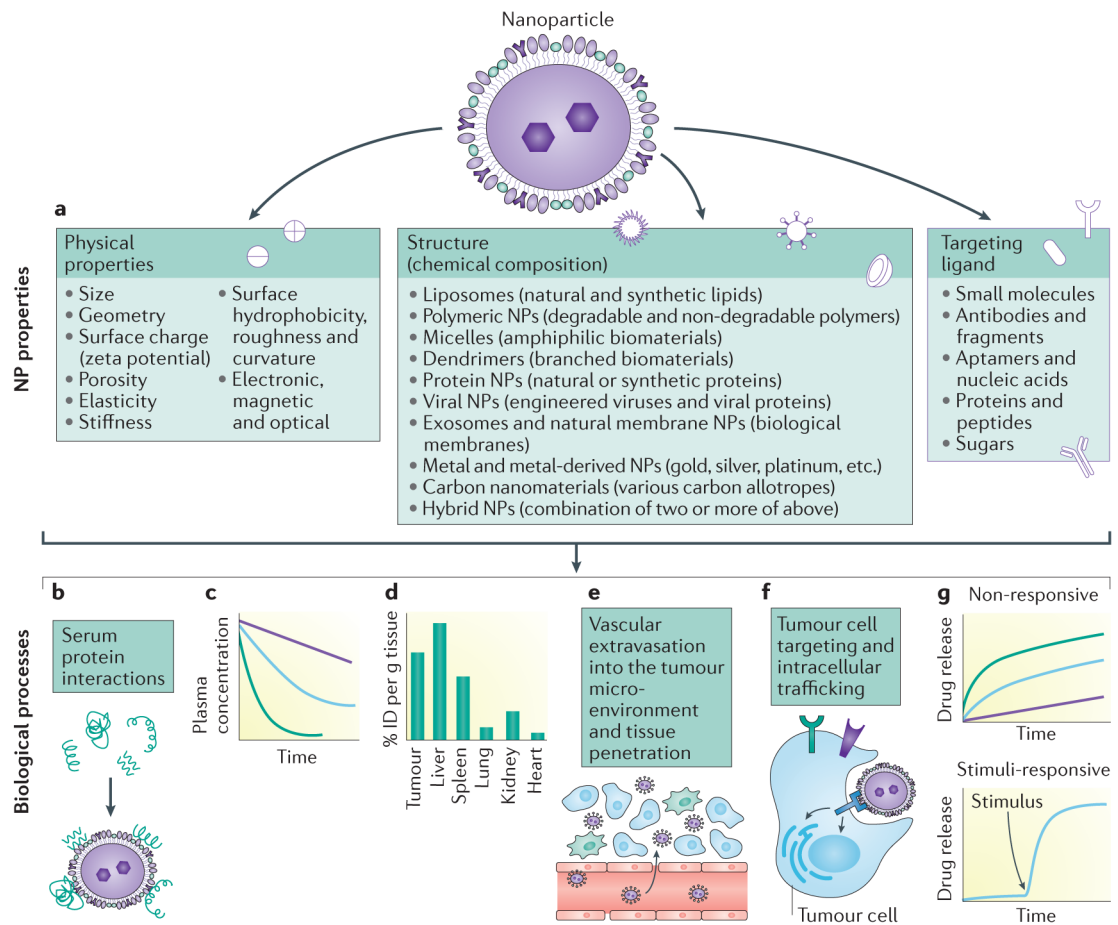 Nanoparticle
a
NP properties
Physical
properties
• Size
• Geometry
• Surface charge
(zeta potential)
• Porosity
• Elasticity
• Stiffness
• Surface
hydrophobicity,
roughness and
curvature
• Electronic,
magnetic
and optical
Structure
(chemical composition)
• Liposomes (natural and synthetic lipids)
• Polymeric NPs (degradable and non-degradable polymers)
• Micelles (amphiphilic biomaterials)
• Dendrimers (branched biomaterials)
• Protein NPs (natural or synthetic proteins)
• Viral NPs (engineered viruses and viral proteins)
• Exosomes and natural membrane NPs (biological
membranes)
• Metal and metal-derived NPs (gold, silver, platinum, etc.)
• Carbon nanomaterials (various carbon allotropes)
• Hybrid NPs (combination of two or more of above)
Targeting
ligand
• Small molecules
• Antibodies and
fragments
• Aptamers and
nucleic acids
• Proteins and
peptides
• Sugars
Biological processes
b
Serum
protein
interactions
c
Plasma
concentration
Time
d
% ID per g tissue
Tumour
Liver
Spleen
Lung
Kidney
Heart
e
Vascular
extravasation
into the tumour
micro-
environment
and tissue
penetration
f
Tumour cell
targeting and
intracellular
trafficking
Tumour cell
g
Non-responsive
Drug release
Time
Stimuli-responsive
Stimulus
Drug release
Time